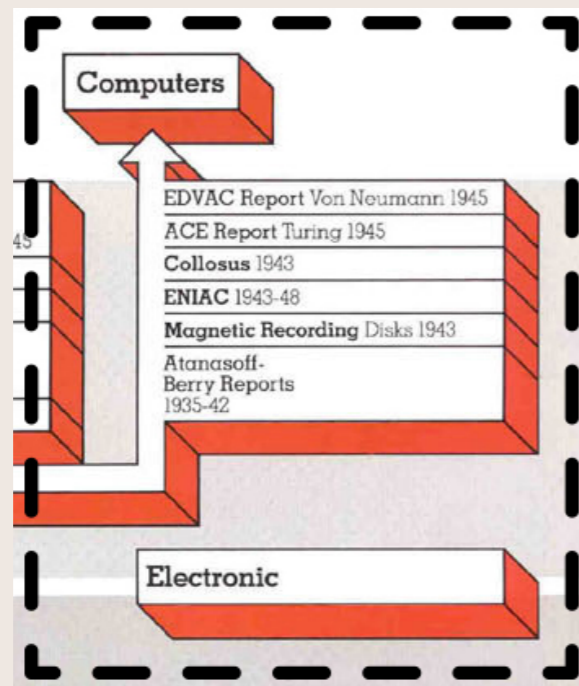 Computers
EDVAC Report Von Neumann 1945
45
ACE Report Turing 1945
Collosus 1943
ENIAC 1943-48
Magnetic Recording Disks 1943
Atanasoff-
Berry Reports
1935-42
Electronic